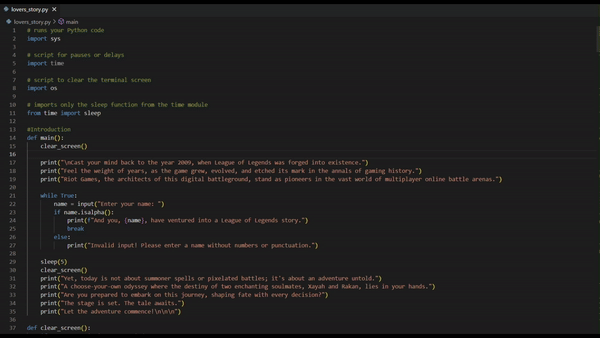 lovers_story.py ×
lovers_story.py > main
1 # runs your Python code
2 import sys
3
4 # script for pauses or delays
5 import time
6
7 # script to clear the terminal screen
8 import os
9
10 # imports only the sleep function from the time module
11 from time import sleep
12
13 #Introduction
14 def main():
15     clear_screen()
16
17     print("\nCast your mind back to the year 2009, when League of Legends was forged into existence.")
18     print("Feel the weight of years, as the game grew, evolved, and etched its mark in the annals of gaming history.")
19     print("Riot Games, the architects of this digital battleground, stand as pioneers in the vast world of multiplayer online battle arenas.")
20
21     while True:
22         name = input("Enter your name: ")
23         if name.isalpha():
24             print(f"And you, {name}, have ventured into a League of Legends story.")
25             break
26         else:
27             print("Invalid input! Please enter a name without numbers or punctuation.")
28
29     sleep(5)
30     clear_screen()
31     print("Yet, today is not about summoner spells or pixelated battles; it's about an adventure untold.")
32     print("A choose-your-own odyssey where the destiny of two enchanting soulmates, Xayah and Rakan, lies in your hands.")
33     print("Are you prepared to embark on this journey, shaping fate with every decision?")
34     print("The stage is set. The tale awaits.")
35     print("Let the adventure commence!\n\n\n")
36
37 def clear_screen():